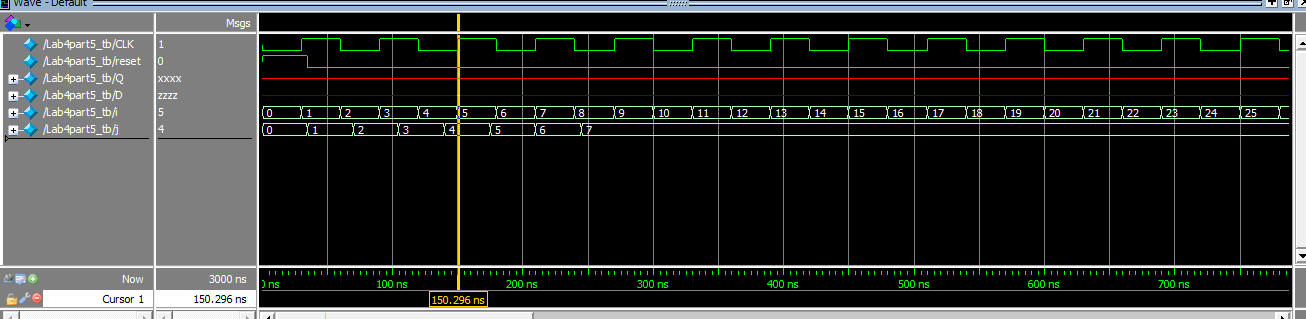 Wave - Default
Msgs
/Lab4part5_tb/CLK 1
/Lab4part5_tb/reset 0
/Lab4part5_tb/Q xxxx
/Lab4part5_tb/D zzzz
/Lab4part5_tb/i 5 0 1 2 3 4 5 6 7 8 9 10 11 12 13 14 15 16 17 18 19 20 21 22 23 24 25
/Lab4part5_tb/j 4 0 1 2 3 4 5 6 7
Now 3000 ns ns 100 ns 200 ns 300 ns 400 ns 500 ns 600 ns 700 ns
Cursor 1 150.296 ns 150.296 ns